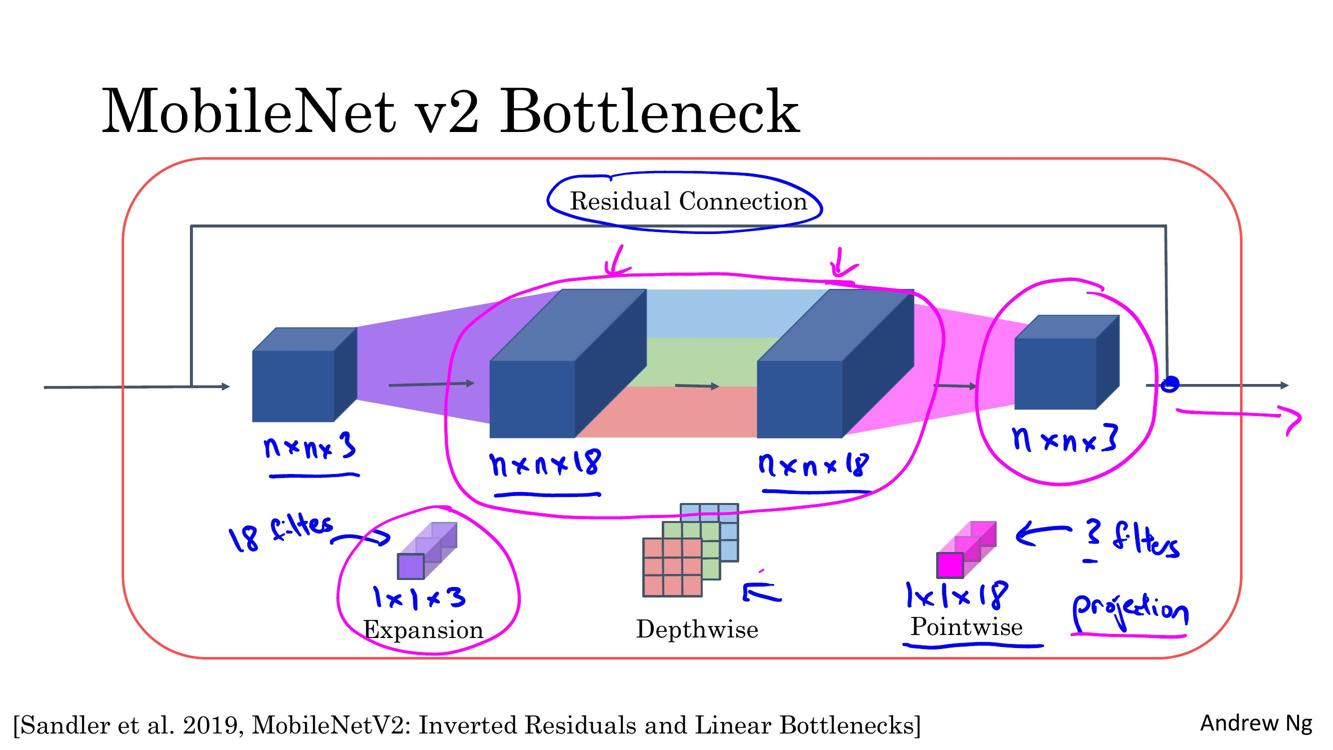 MobileNet v2 Bottleneck
Residual Connection
n×n×3
n×n×18
n×n×18
n×n×3
18 filtes
1×1×3
Expansion
Depthwise
1×1×18
Pointwise
3 filters
projection
[Sandler et al. 2019, MobileNetV2: Inverted Residuals and Linear Bottlenecks]
Andrew Ng